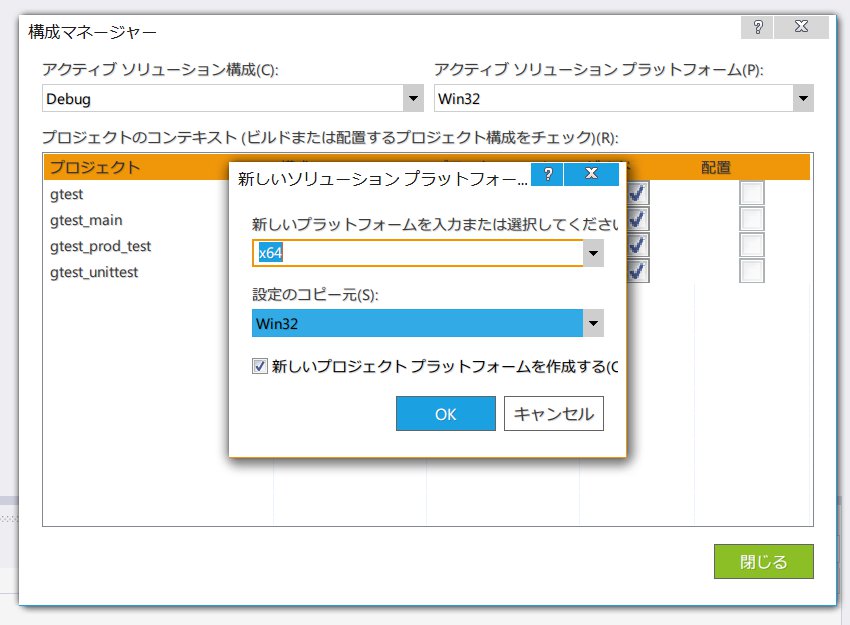 構成マネージャー
アクティブ ソリューション構成(C):
アクティブ ソリューション プラットフォーム(P):
Debug
Win32
プロジェクトのコンテキスト (ビルドまたは配置するプロジェクト構成をチェック)(R):
プロジェクト
配置
gtest
gtest_main
gtest_prod_test
gtest_unittest
新しいソリューション プラットフォー...
新しいプラットフォームを入力または選択してくださ
x64
設定のコピー元(S):
Win32
新しいプロジェクト プラットフォームを作成する(
OK
キャンセル
閉じる